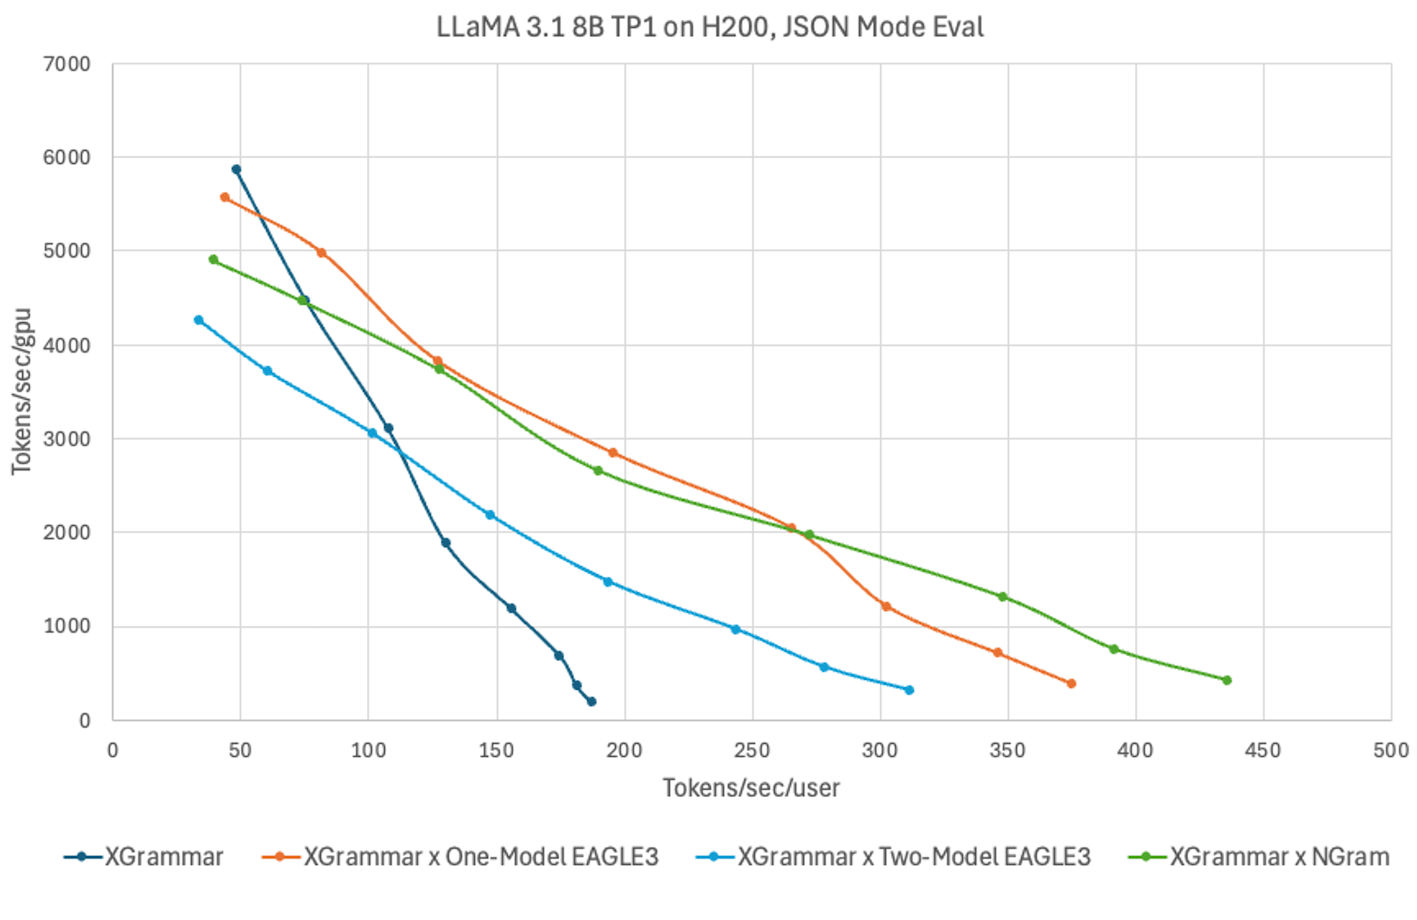 LLaMA 3.1 8B TP1 on H200, JSON Mode Eval
7000
6000
5000
4000
3000
2000
1000
0
Tokens/sec/gpu
0 50 100 150 200 250 300 350 400 450 500
Tokens/sec/user
XGrammar XGrammar x One-Model EAGLE3 XGrammar x Two-Model EAGLE3 XGrammar x NGram